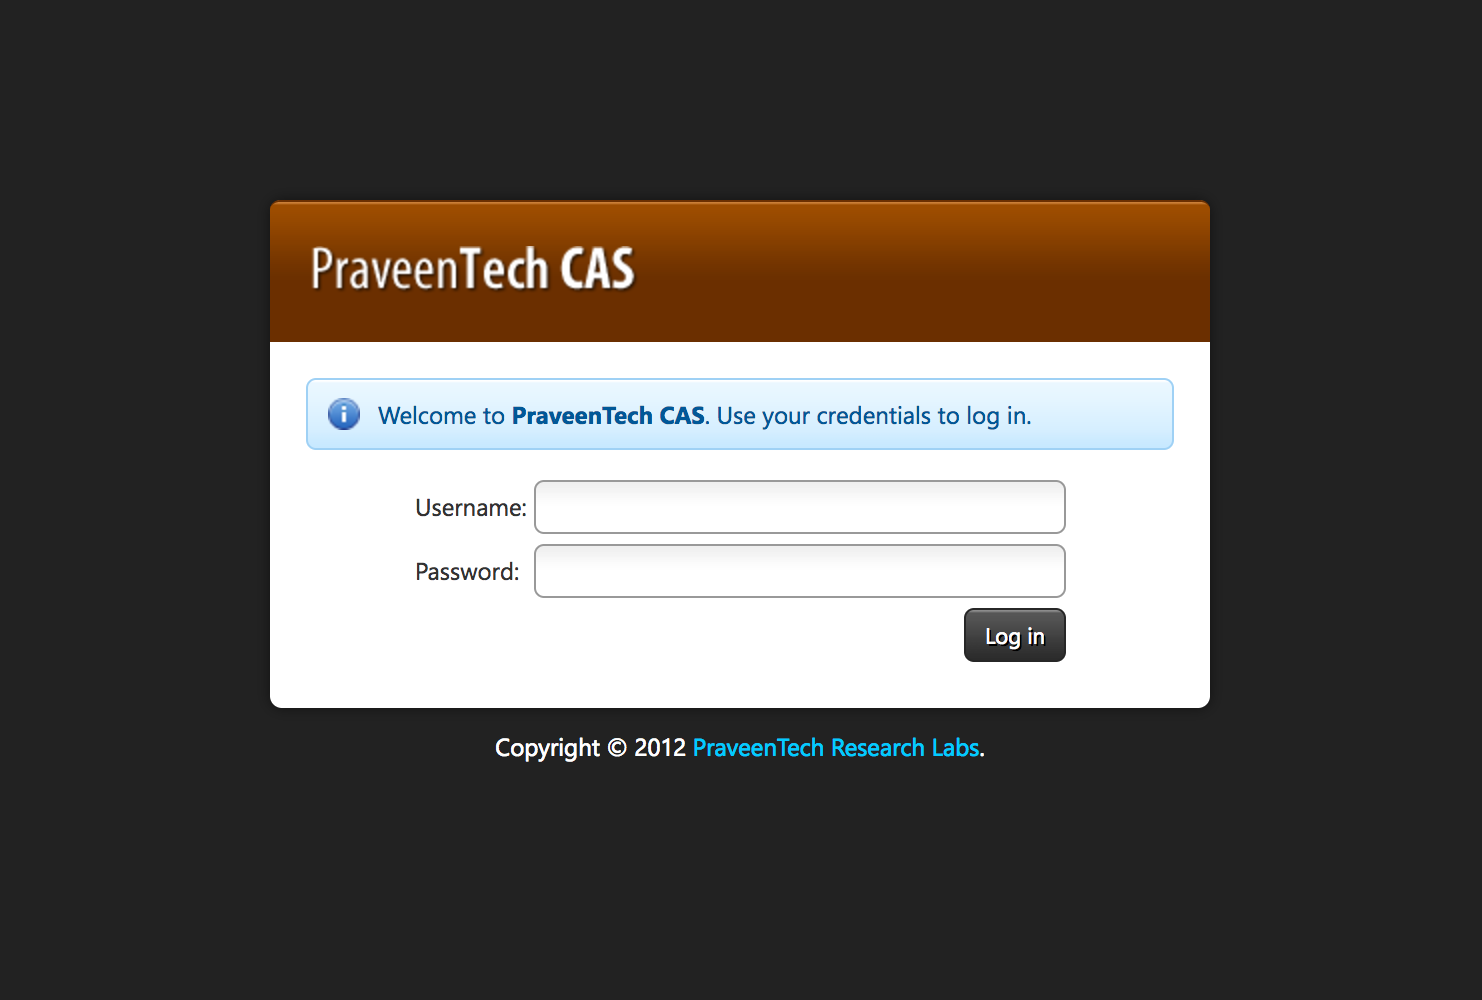 PraveenTech CAS
Welcome to PraveenTech CAS. Use your credentials to log in.
Username:
Password:
Log in
Copyright © 2012 PraveenTech Research Labs.